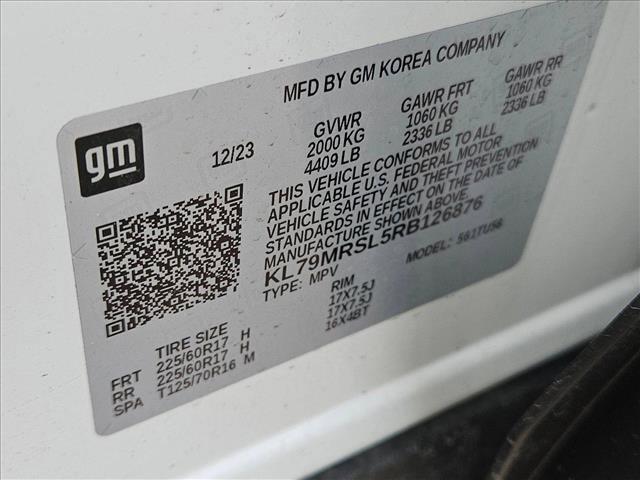 MFD BY GM KOREA COMPANY
gm
12/23
GVWR GAWR FRT GAWR RR
2000 KG 1060 KG 1060 KG
4409 LB 2336 LB 2336 LB
THIS VEHICLE CONFORMS TO ALL
APPLICABLE U.S. FEDERAL MOTOR
VEHICLE SAFETY AND THEFT PREVENTION
STANDARDS IN EFFECT ON THE DATE OF
MANUFACTURE SHOWN ABOVE.
KL79MRSL5RB126876
TYPE: MPV MODEL: 561TU56
TIRE SIZE RIM
FRT 225/60R17 H 17X7.5J
RR 225/60R17 H 17X7.5J
SPA T125/70R16 M 16X4BT